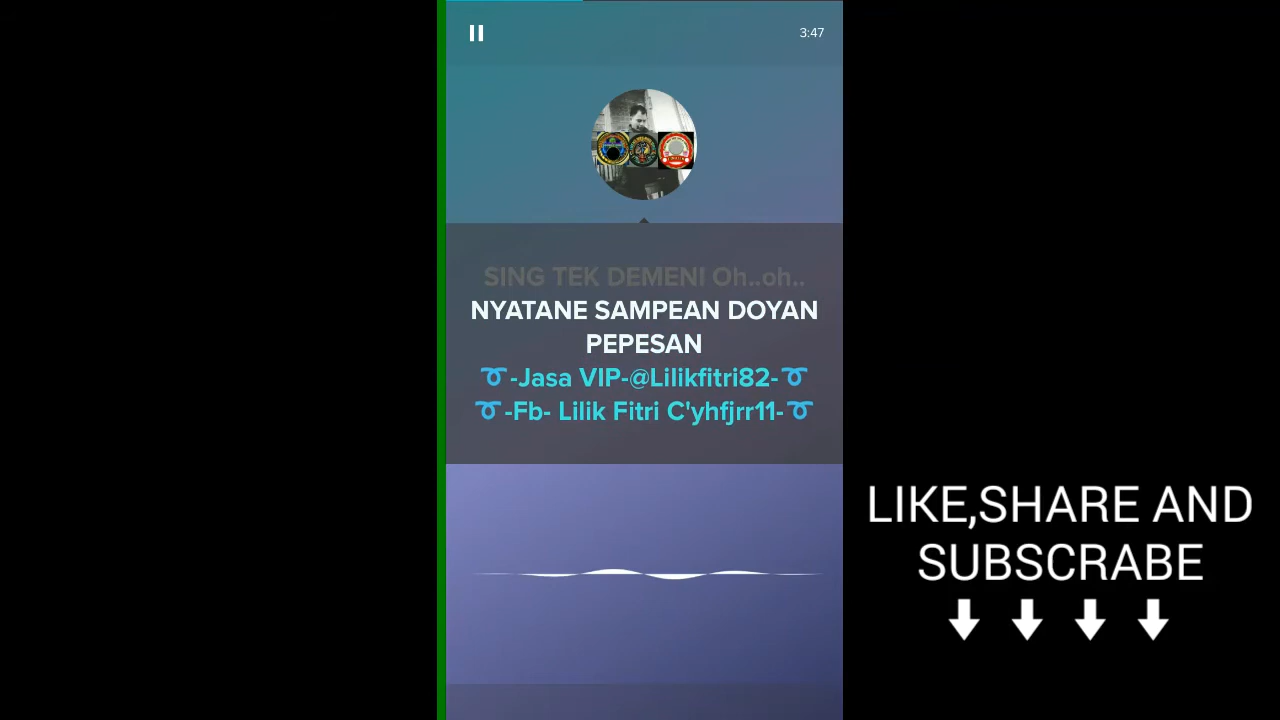 3:47
SING TEK DEMENI Oh..oh..
NYATANE SAMPEAN DOYAN
PEPESAN
➰-Jasa VIP-@Lilikfitri82-➰
➰-Fb- Lilik Fitri C'yhfjrr11-➰
LIKE,SHARE AND
SUBSCRABE